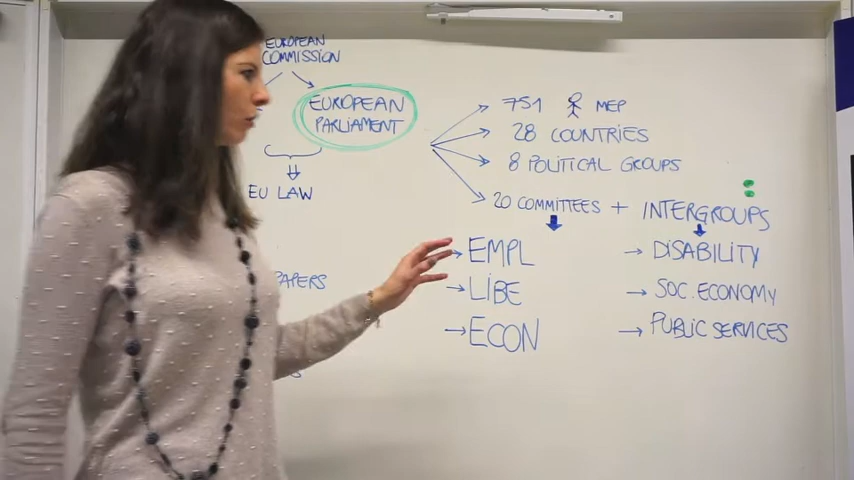 EUROPEAN
COMMISSION
EUROPEAN
PARLIAMENT
EU LAW
PAPERS
751 MEP
28 COUNTRIES
8 POLITICAL GROUPS
20 COMMITTEES + INTERGROUPS
→ EMPL
→ LIBE
→ ECON
→ DISABILITY
→ SOC. ECONOMY
→ PUBLIC SERVICES